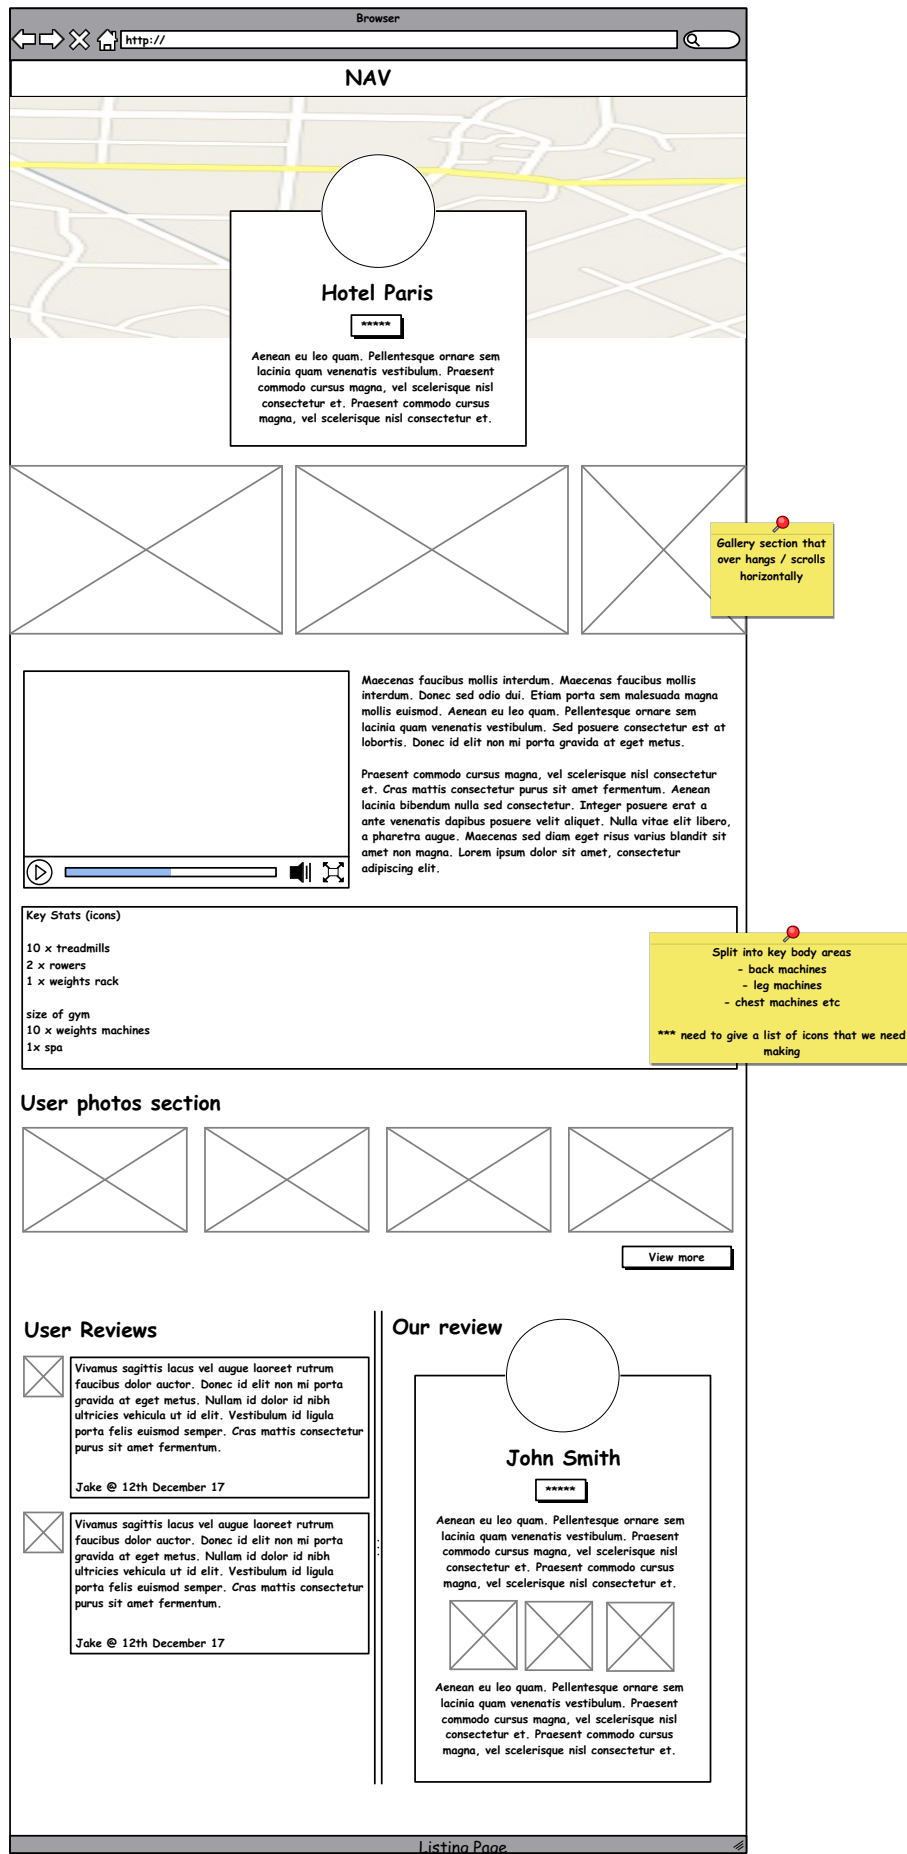 Browser
http://
NAV
Hotel Paris
*****
Aenean eu leo quam. Pellentesque ornare sem
lacinia quam venenatis vestibulum. Praesent
commodo cursus magna, vel scelerisque nisl
consectetur et. Praesent commodo cursus
magna, vel scelerisque nisl consectetur et.
Gallery section that
over hangs / scrolls
horizontally
Maecenas faucibus mollis interdum. Maecenas faucibus mollis
interdum. Donec sed odio dui. Etiam porta sem malesuada magna
mollis euismod. Aenean eu leo quam. Pellentesque ornare sem
lacinia quam venenatis vestibulum. Sed posuere consectetur est at
lobortis. Donec id elit non mi porta gravida at eget metus.
Praesent commodo cursus magna, vel scelerisque nisl consectetur
et. Cras mattis consectetur purus sit amet fermentum. Aenean
lacinia bibendum nulla sed consectetur. Integer posuere erat a
ante venenatis dapibus posuere velit aliquet. Nulla vitae elit libero,
a pharetra augue. Maecenas sed diam eget risus varius blandit sit
amet non magna. Lorem ipsum dolor sit amet, consectetur
adipiscing elit.
Key Stats (icons)
10 x treadmills
2 x rowers
1 x weights rack
size of gym
10 x weights machines
1x spa
Split into key body areas
- back machines
- leg machines
- chest machines etc
*** need to give a list of icons that we need
making
User photos section
View more
User Reviews
Vivamus sagittis lacus vel augue laoreet rutrum
faucibus dolor auctor. Donec id elit non mi porta
gravida at eget metus. Nullam id dolor id nibh
ultricies vehicula ut id elit. Vestibulum id ligula
porta felis euismod semper. Cras mattis consectetur
purus sit amet fermentum.
Jake @ 12th December 17
Vivamus sagittis lacus vel augue laoreet rutrum
faucibus dolor auctor. Donec id elit non mi porta
gravida at eget metus. Nullam id dolor id nibh
ultricies vehicula ut id elit. Vestibulum id ligula
porta felis euismod semper. Cras mattis consectetur
purus sit amet fermentum.
Jake @ 12th December 17
Our review
John Smith
*****
Aenean eu leo quam. Pellentesque ornare sem
lacinia quam venenatis vestibulum. Praesent
commodo cursus magna, vel scelerisque nisl
consectetur et. Praesent commodo cursus
magna, vel scelerisque nisl consectetur et.
Aenean eu leo quam. Pellentesque ornare sem
lacinia quam venenatis vestibulum. Praesent
commodo cursus magna, vel scelerisque nisl
consectetur et. Praesent commodo cursus
magna, vel scelerisque nisl consectetur et.
Listing Page